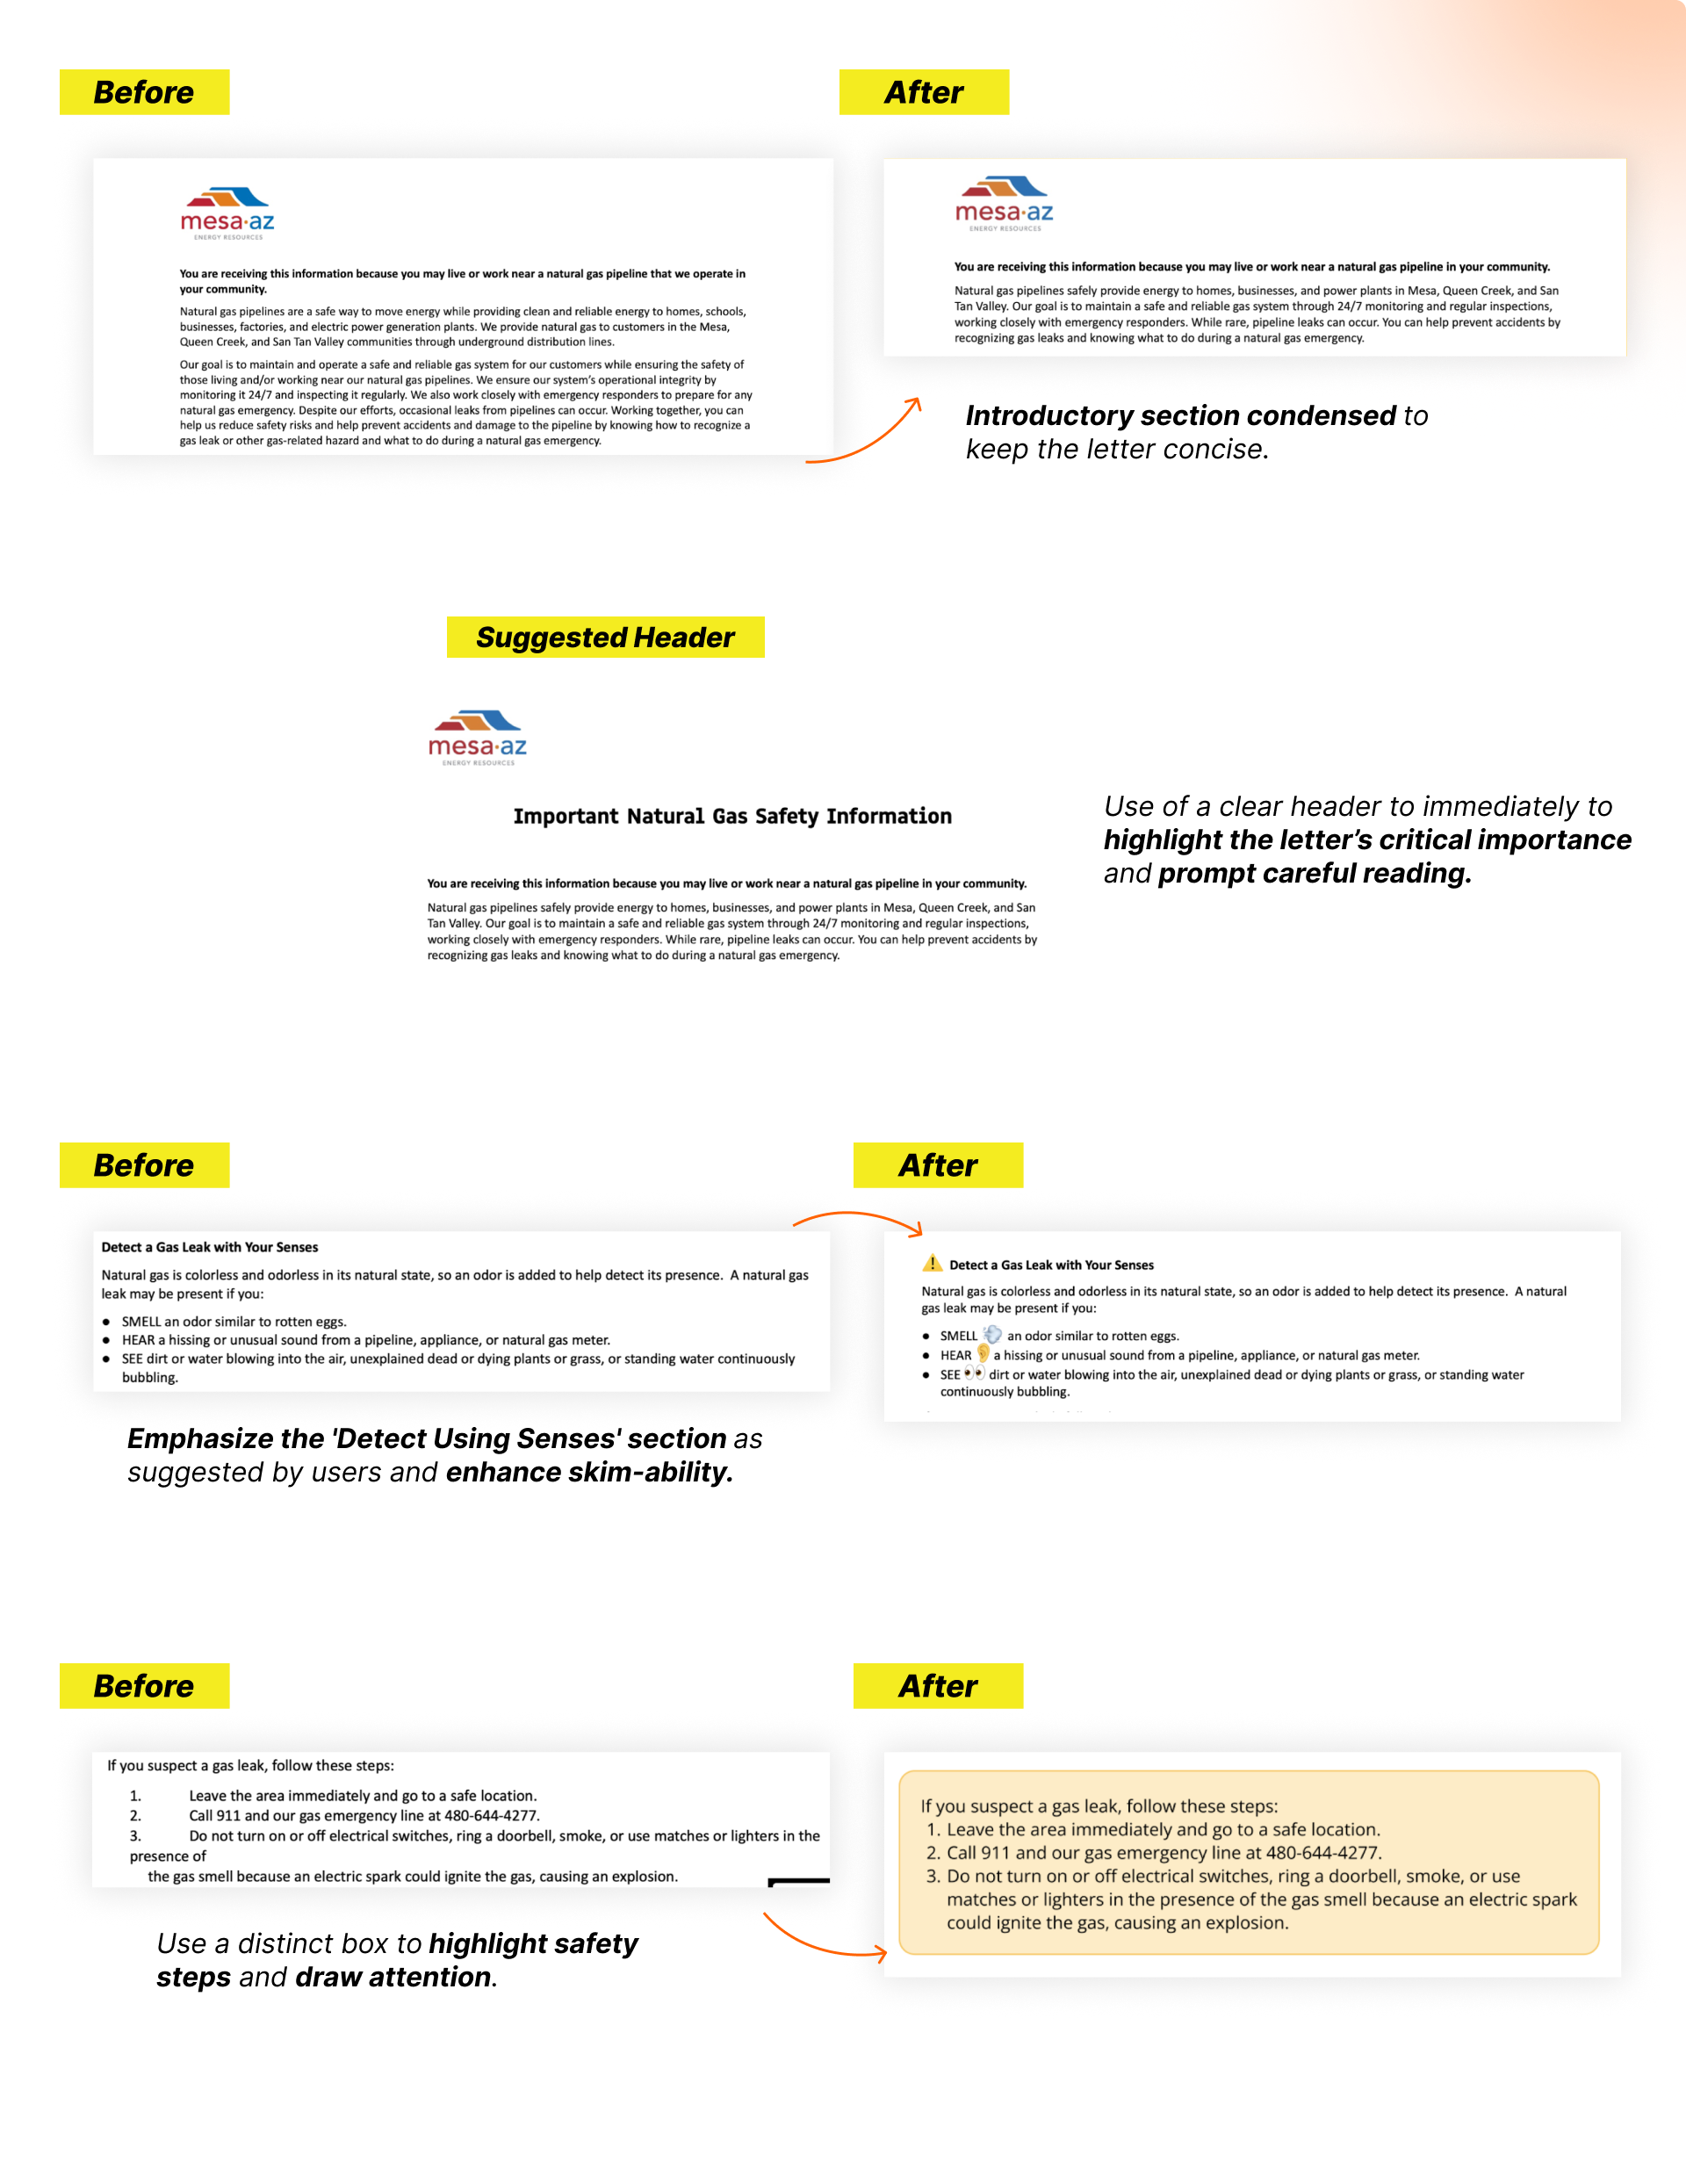 Before
After
mesa·az
ENERGY RESOURCES
You are receiving this information because you may live or work near a natural gas pipeline that we operate in
your community.
Natural gas pipelines are a safe way to move energy while providing clean and reliable energy to homes, schools,
businesses, factories, and electric power generation plants. We provide natural gas to customers in the Mesa,
Queen Creek, and San Tan Valley communities through underground distribution lines.
Our goal is to maintain and operate a safe and reliable gas system for our customers while ensuring the safety of
those living and/or working near our natural gas pipelines. We ensure our system's operational integrity by
monitoring it 24/7 and inspecting it regularly. We also work closely with emergency responders to prepare for any
natural gas emergency. Despite our efforts, occasional leaks from pipelines can occur. Working together, you can
help us reduce safety risks and help prevent accidents and damage to the pipeline by knowing how to recognize a
gas leak or other gas-related hazard and what to do during a natural gas emergency.
mesa·az
ENERGY RESOURCES
You are receiving this information because you may live or work near a natural gas pipeline in your community.
Natural gas pipelines safely provide energy to homes, businesses, and power plants in Mesa, Queen Creek, and San
Tan Valley. Our goal is to maintain a safe and reliable gas system through 24/7 monitoring and regular inspections,
working closely with emergency responders. While rare, pipeline leaks can occur. You can help prevent accidents by
recognizing gas leaks and knowing what to do during a natural gas emergency.
Introductory section condensed to
keep the letter concise.
Suggested Header
mesa·az
ENERGY RESOURCES
Important Natural Gas Safety Information
You are receiving this information because you may live or work near a natural gas pipeline in your community.
Natural gas pipelines safely provide energy to homes, businesses, and power plants in Mesa, Queen Creek, and San
Tan Valley. Our goal is to maintain a safe and reliable gas system through 24/7 monitoring and regular inspections,
working closely with emergency responders. While rare, pipeline leaks can occur. You can help prevent accidents by
recognizing gas leaks and knowing what to do during a natural gas emergency.
Use of a clear header to immediately to
highlight the letter's critical importance
and prompt careful reading.
Before
After
Detect a Gas Leak with Your Senses
Natural gas is colorless and odorless in its natural state, so an odor is added to help detect its presence. A natural gas
leak may be present if you:
● SMELL an odor similar to rotten eggs.
● HEAR a hissing or unusual sound from a pipeline, appliance, or natural gas meter.
● SEE dirt or water blowing into the air, unexplained dead or dying plants or grass, or standing water continuously
bubbling.
⚠️ Detect a Gas Leak with Your Senses
Natural gas is colorless and odorless in its natural state, so an odor is added to help detect its presence. A natural
gas leak may be present if you:
● SMELL 💨 an odor similar to rotten eggs.
● HEAR 👂 a hissing or unusual sound from a pipeline, appliance, or natural gas meter.
● SEE 👀 dirt or water blowing into the air, unexplained dead or dying plants or grass, or standing water
continuously bubbling.
Emphasize the 'Detect Using Senses' section as
suggested by users and enhance skim-ability.
Before
After
If you suspect a gas leak, follow these steps:
1. Leave the area immediately and go to a safe location.
2. Call 911 and our gas emergency line at 480-644-4277.
3. Do not turn on or off electrical switches, ring a doorbell, smoke, or use matches or lighters in the
presence of
the gas smell because an electric spark could ignite the gas, causing an explosion.
If you suspect a gas leak, follow these steps:
1. Leave the area immediately and go to a safe location.
2. Call 911 and our gas emergency line at 480-644-4277.
3. Do not turn on or off electrical switches, ring a doorbell, smoke, or use
matches or lighters in the presence of the gas smell because an electric spark
could ignite the gas, causing an explosion.
Use a distinct box to highlight safety
steps and draw attention.